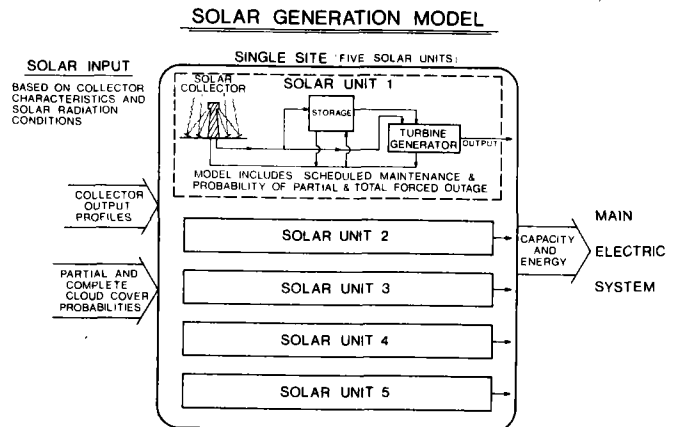 SOLAR GENERATION MODEL
SINGLE SITE (FIVE SOLAR UNITS)
SOLAR INPUT
BASED ON COLLECTOR
CHARACTERISTICS AND
SOLAR RADIATION
CONDITIONS
SOLAR
COLLECTOR
SOLAR UNIT 1
STORAGE
TURBINE
GENERATOR
OUTPUT
MODEL INCLUDES SCHEDULED MAINTENANCE &
PROBABILITY OF PARTIAL & TOTAL FORCED OUTAGE
COLLECTOR
OUTPUT
PROFILES
PARTIAL AND
COMPLETE
CLOUD COVER
PROBABILITIES
SOLAR UNIT 2
SOLAR UNIT 3
SOLAR UNIT 4
SOLAR UNIT 5
CAPACITY
AND
ENERGY
MAIN
ELECTRIC
SYSTEM